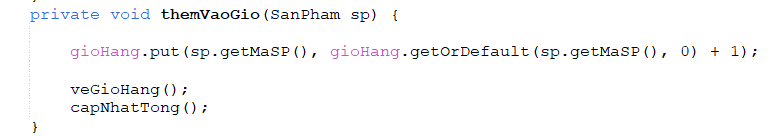 private void themVaoGio(SanPham sp) {
gioHang.put(sp.getMaSP(), gioHang.getOrDefault(sp.getMaSP(), 0) + 1);
veGioHang();
capNhatTong();
}